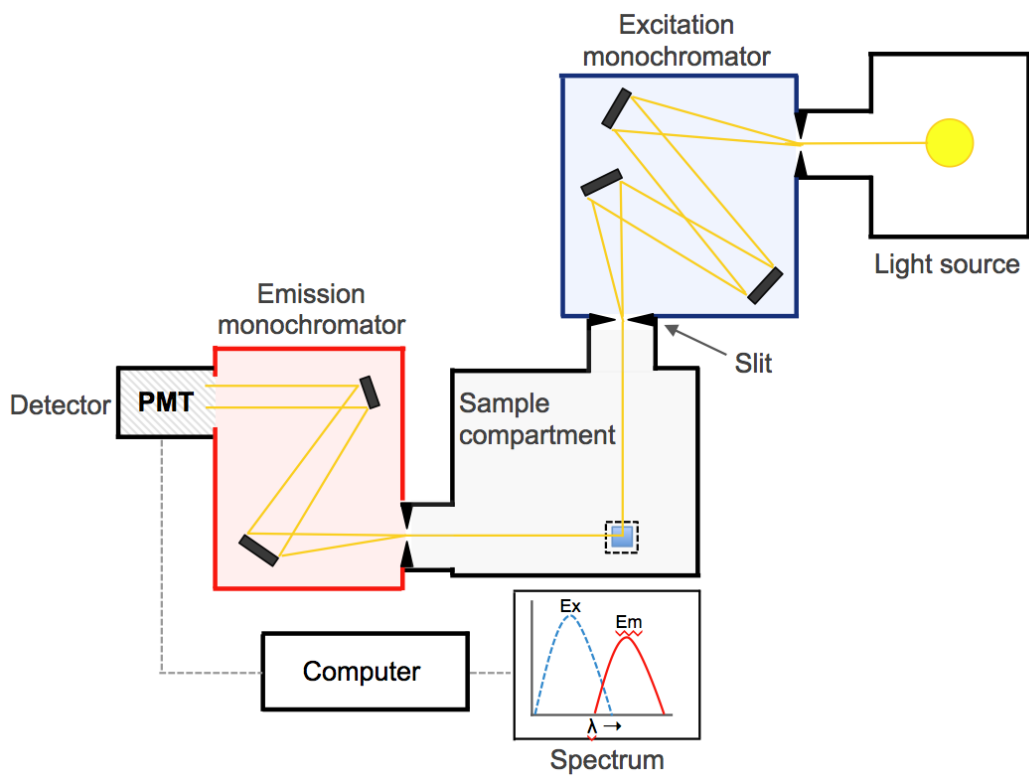 Excitation
monochromator
Light source
Slit
Emission
monochromator
Detector
PMT
Sample
compartment
Computer
Ex
Em
λ →
Spectrum